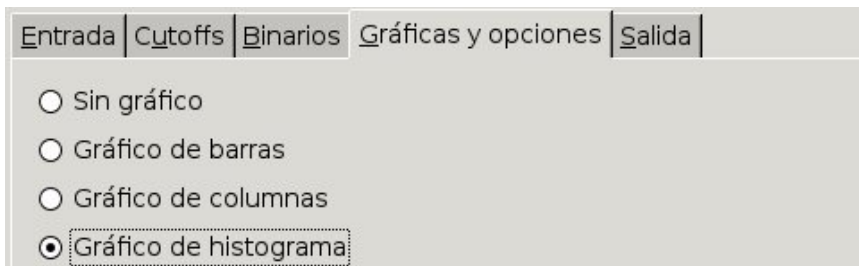 Entrada Cutoffs Binarios Gráficas y opciones Salida
Sin gráfico
Gráfico de barras
Gráfico de columnas
Gráfico de histograma